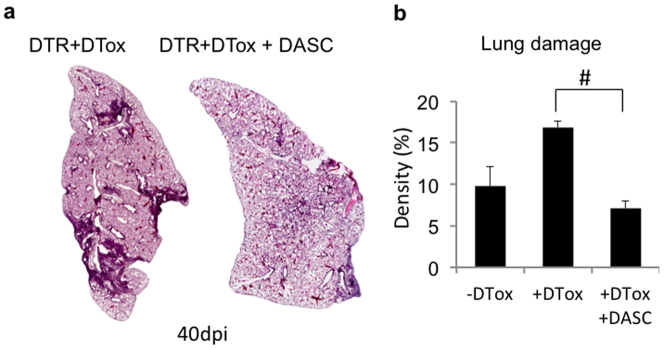 a
DTR+DTox
DTR+DTox + DASC
40dpi
b
Lung damage
#
Density (%)
20
15
10
5
0
-DTox
+DTox
+DTox
+DASC